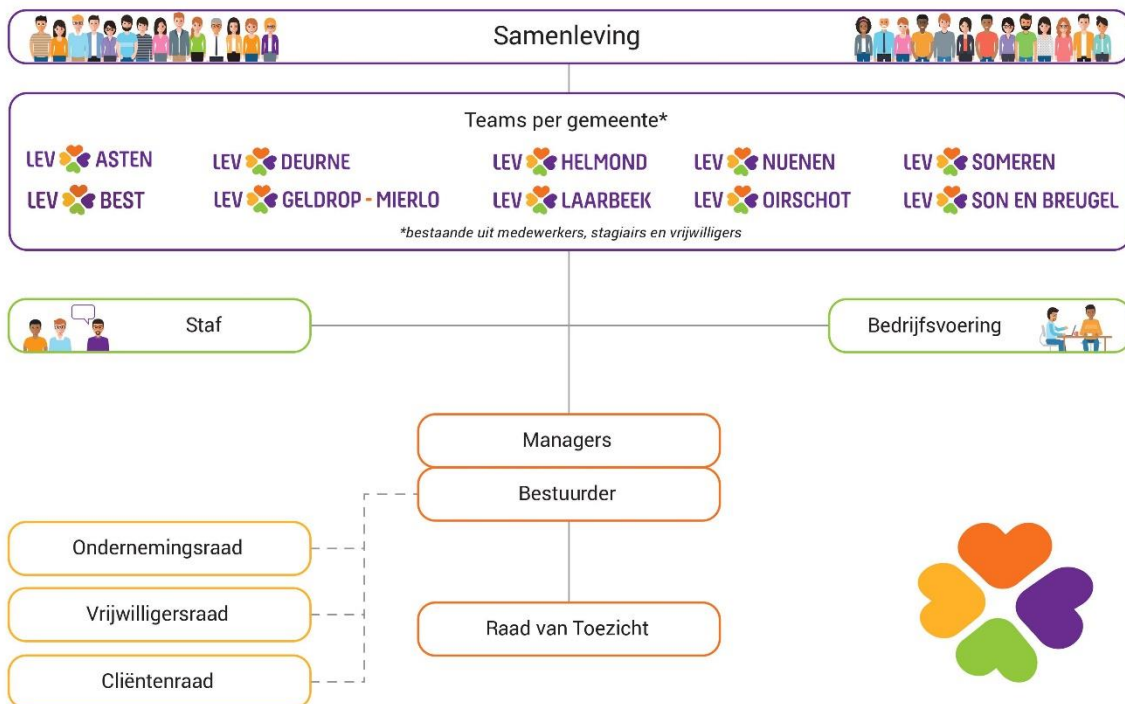 Samenleving
Teams per gemeente*
LEV ASTEN
LEV DEURNE
LEV HELMOND
LEV NUENEN
LEV SOMEREN
LEV BEST
LEV GELDROP - MIERLO
LEV LAARBEEK
LEV OIRSCHOT
LEV SON EN BREUGEL
*bestaande uit medewerkers, stagiairs en vrijwilligers
Staf
Bedrijfsvoering
Managers
Bestuurder
Ondernemingsraad
Vrijwilligersraad
Raad van Toezicht
Cliëntenraad